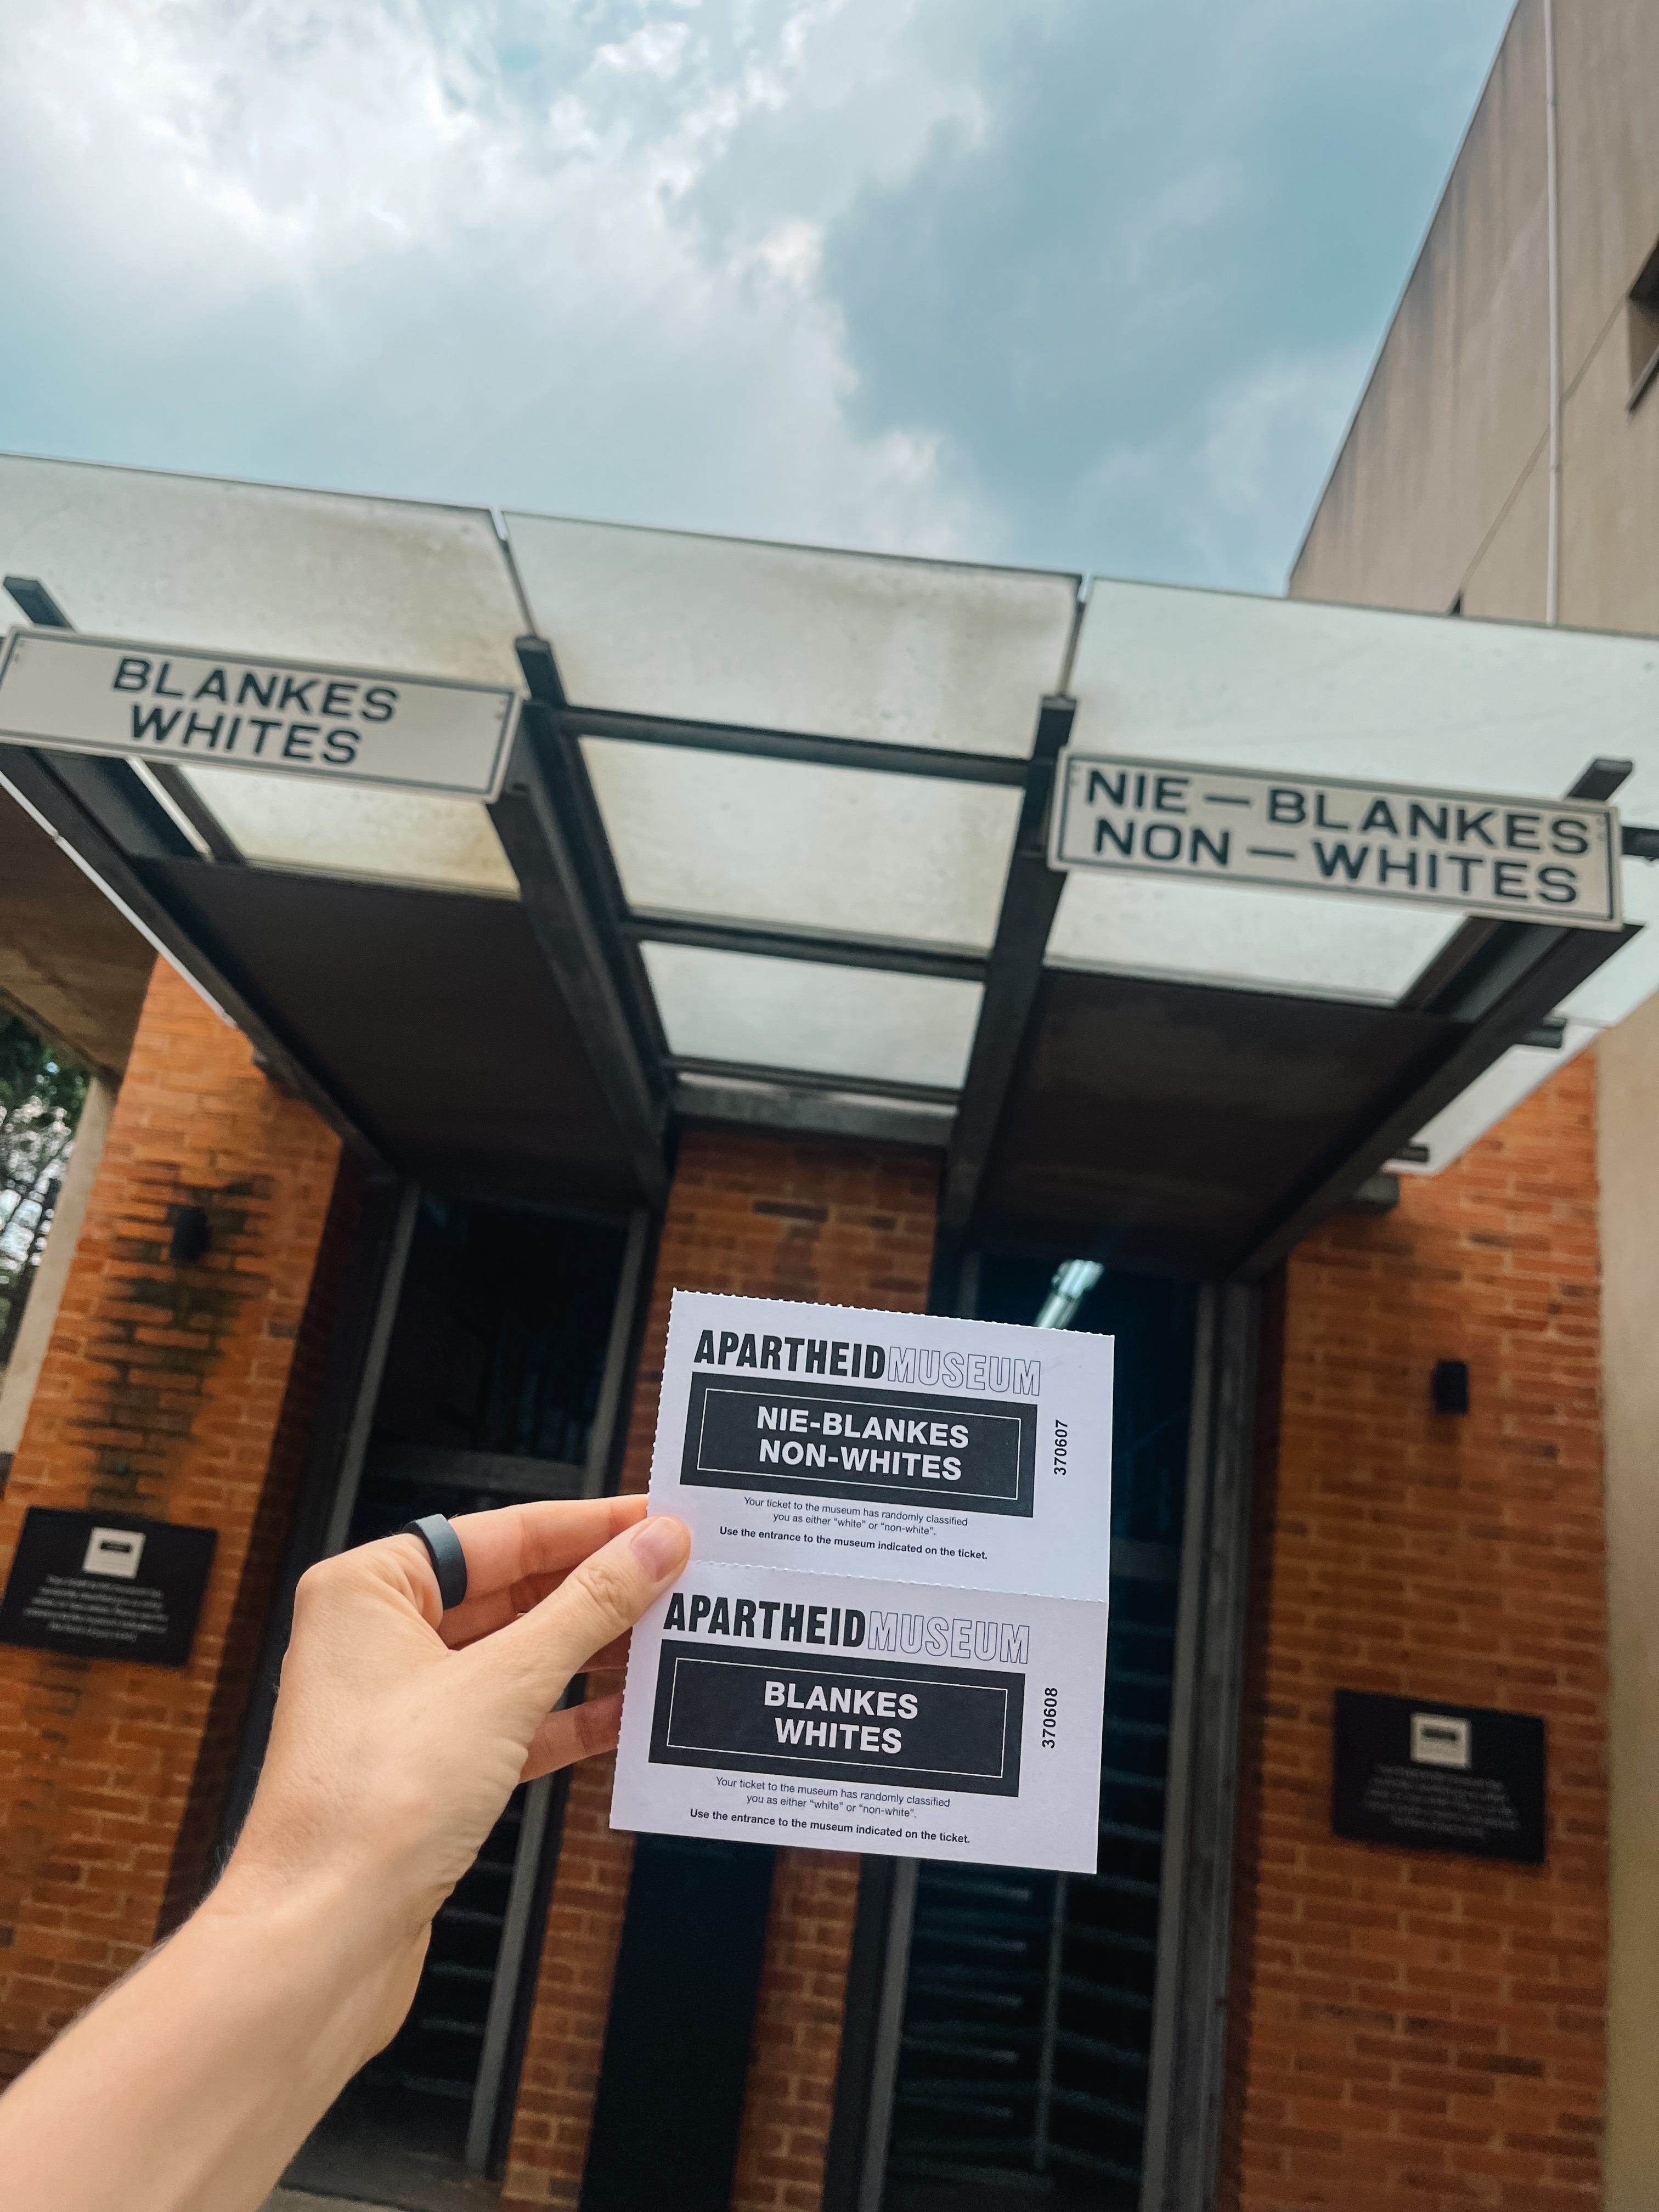 BLANKES
WHITES
NIE — BLANKES
NON — WHITES
APARTHEIDMUSEUM
NIE-BLANKES
NON-WHITES
370607
Your ticket to the museum has randomly classified
you as either "white" or "non-white".
Use the entrance to the museum indicated on the ticket.
APARTHEIDMUSEUM
BLANKES
WHITES
370608
Your ticket to the museum has randomly classified
you as either "white" or "non-white".
Use the entrance to the museum indicated on the ticket.